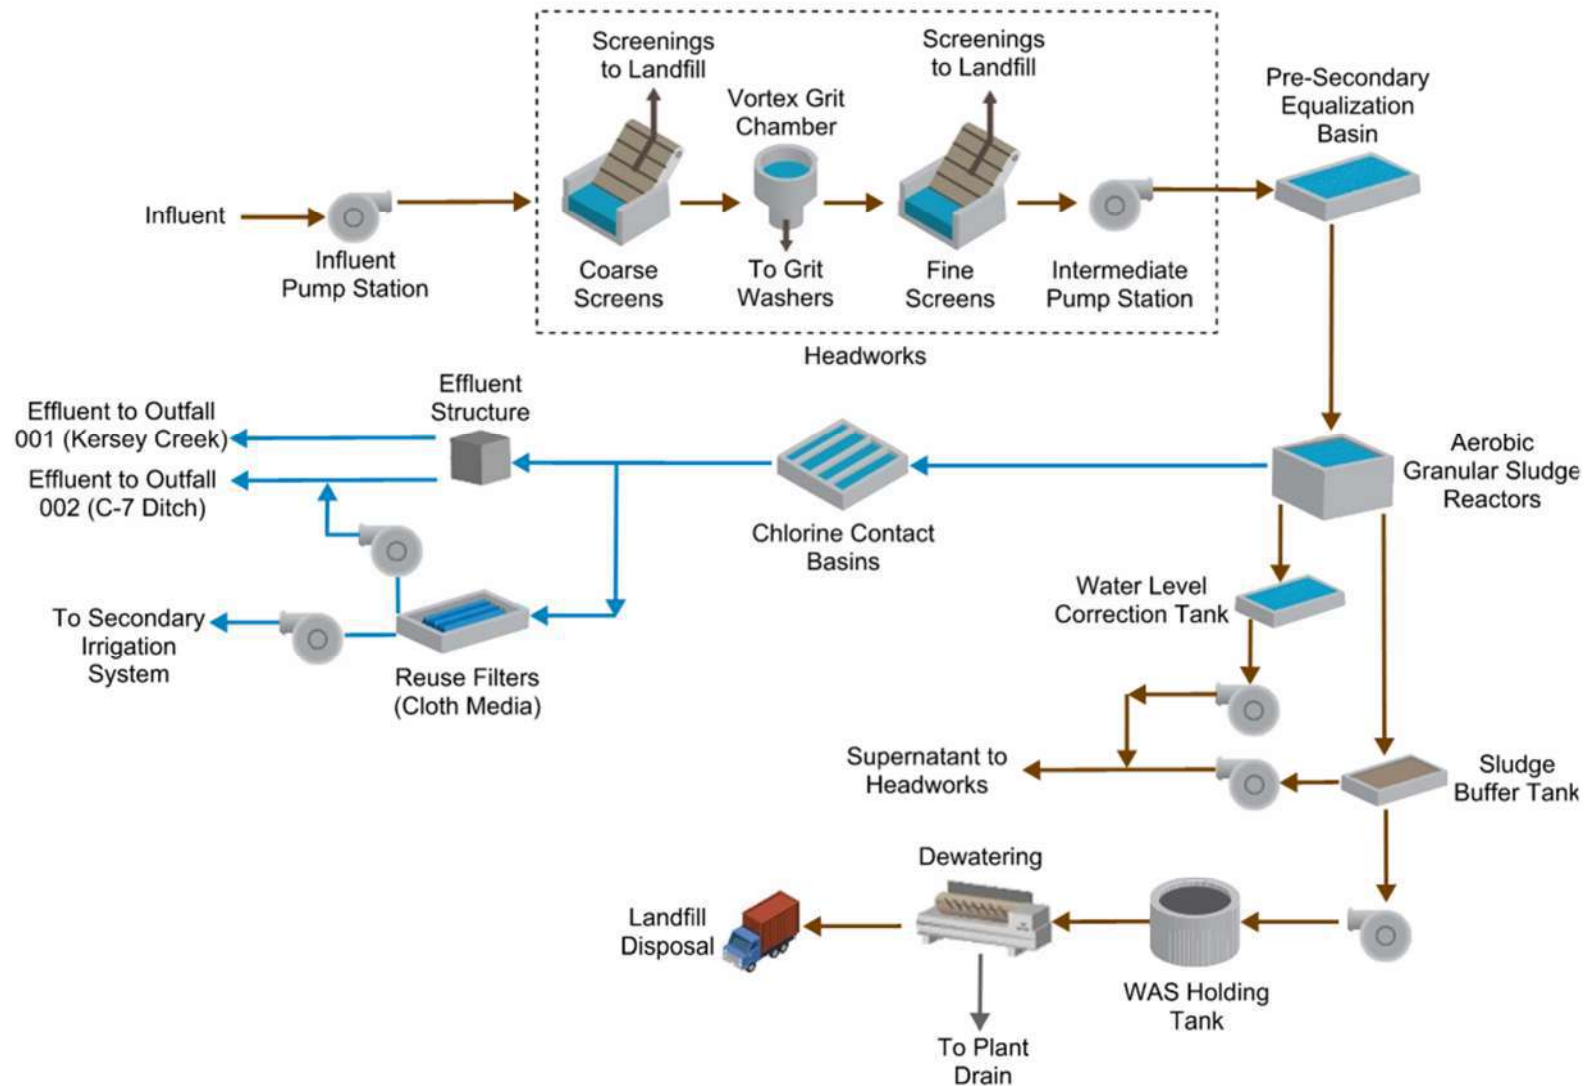 Screenings
to Landfill
Vortex Grit
Chamber
Screenings
to Landfill
Pre-Secondary
Equalization
Basin
Influent
Influent
Pump Station
Coarse
Screens
To Grit
Washers
Fine
Screens
Intermediate
Pump Station
Headworks
Effluent to Outfall
001 (Kersey Creek)
Effluent to Outfall
002 (C-7 Ditch)
Effluent
Structure
Chlorine Contact
Basins
Aerobic
Granular Sludge
Reactors
To Secondary
Irrigation
System
Reuse Filters
(Cloth Media)
Water Level
Correction Tank
Supernatant to
Headworks
Sludge
Buffer Tank
Landfill
Disposal
Dewatering
WAS Holding
Tank
To Plant
Drain